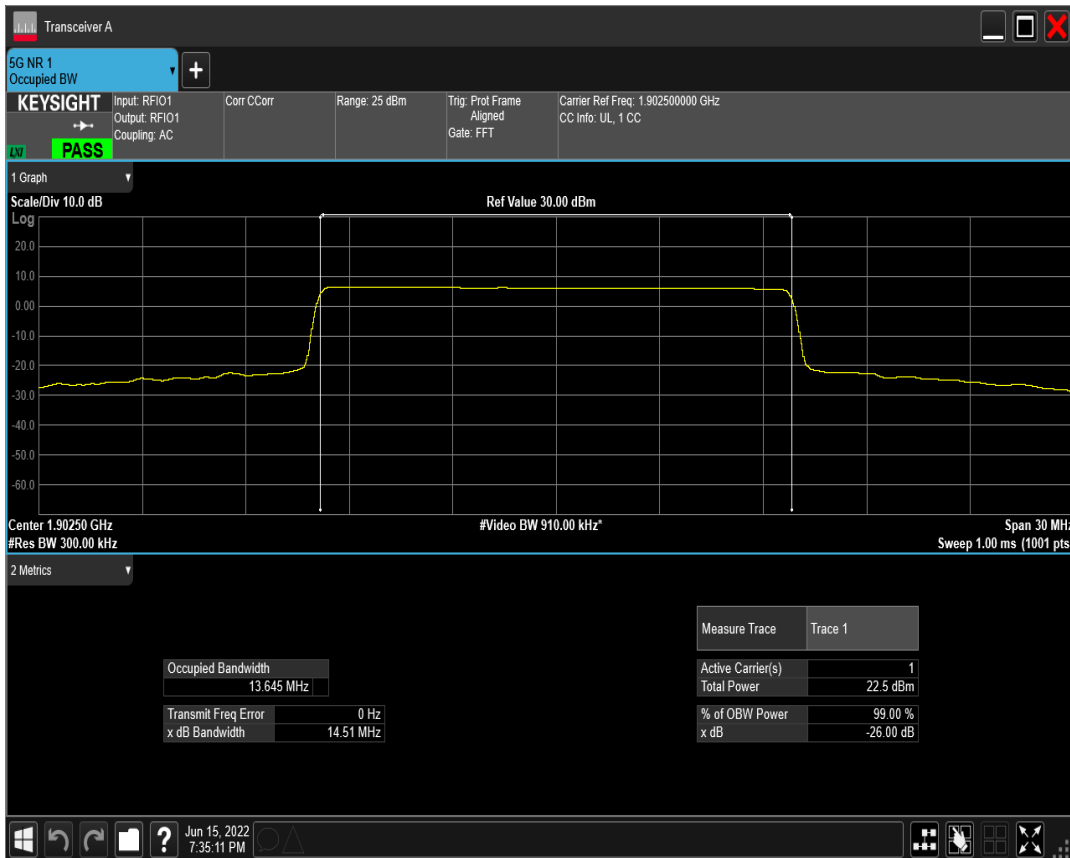 Transceiver A
5G NR 1
Occupied BW
+
KEYSIGHT
LXI
PASS
Input: RFIO1
Output: RFIO1
Coupling: AC
Corr CCorr
Range: 25 dBm
Trig: Prot Frame
Aligned
Gate: FFT
Carrier Ref Freq: 1.902500000 GHz
CC Info: UL, 1 CC
1 Graph
Scale/Div 10.0 dB
Ref Value 30.00 dBm
Log
20.0
10.0
0.00
-10.0
-20.0
-30.0
-40.0
-50.0
-60.0
Center 1.90250 GHz
#Video BW 910.00 kHz*
Span 30 MHz
#Res BW 300.00 kHz
Sweep 1.00 ms (1001 pts
2 Metrics
Measure Trace Trace 1
Occupied Bandwidth
13.645 MHz
Active Carrier(s) 1
Total Power 22.5 dBm
Transmit Freq Error 0 Hz
x dB Bandwidth 14.51 MHz
% of OBW Power 99.00 %
x dB -26.00 dB
?
Jun 15, 2022
7:35:11 PM